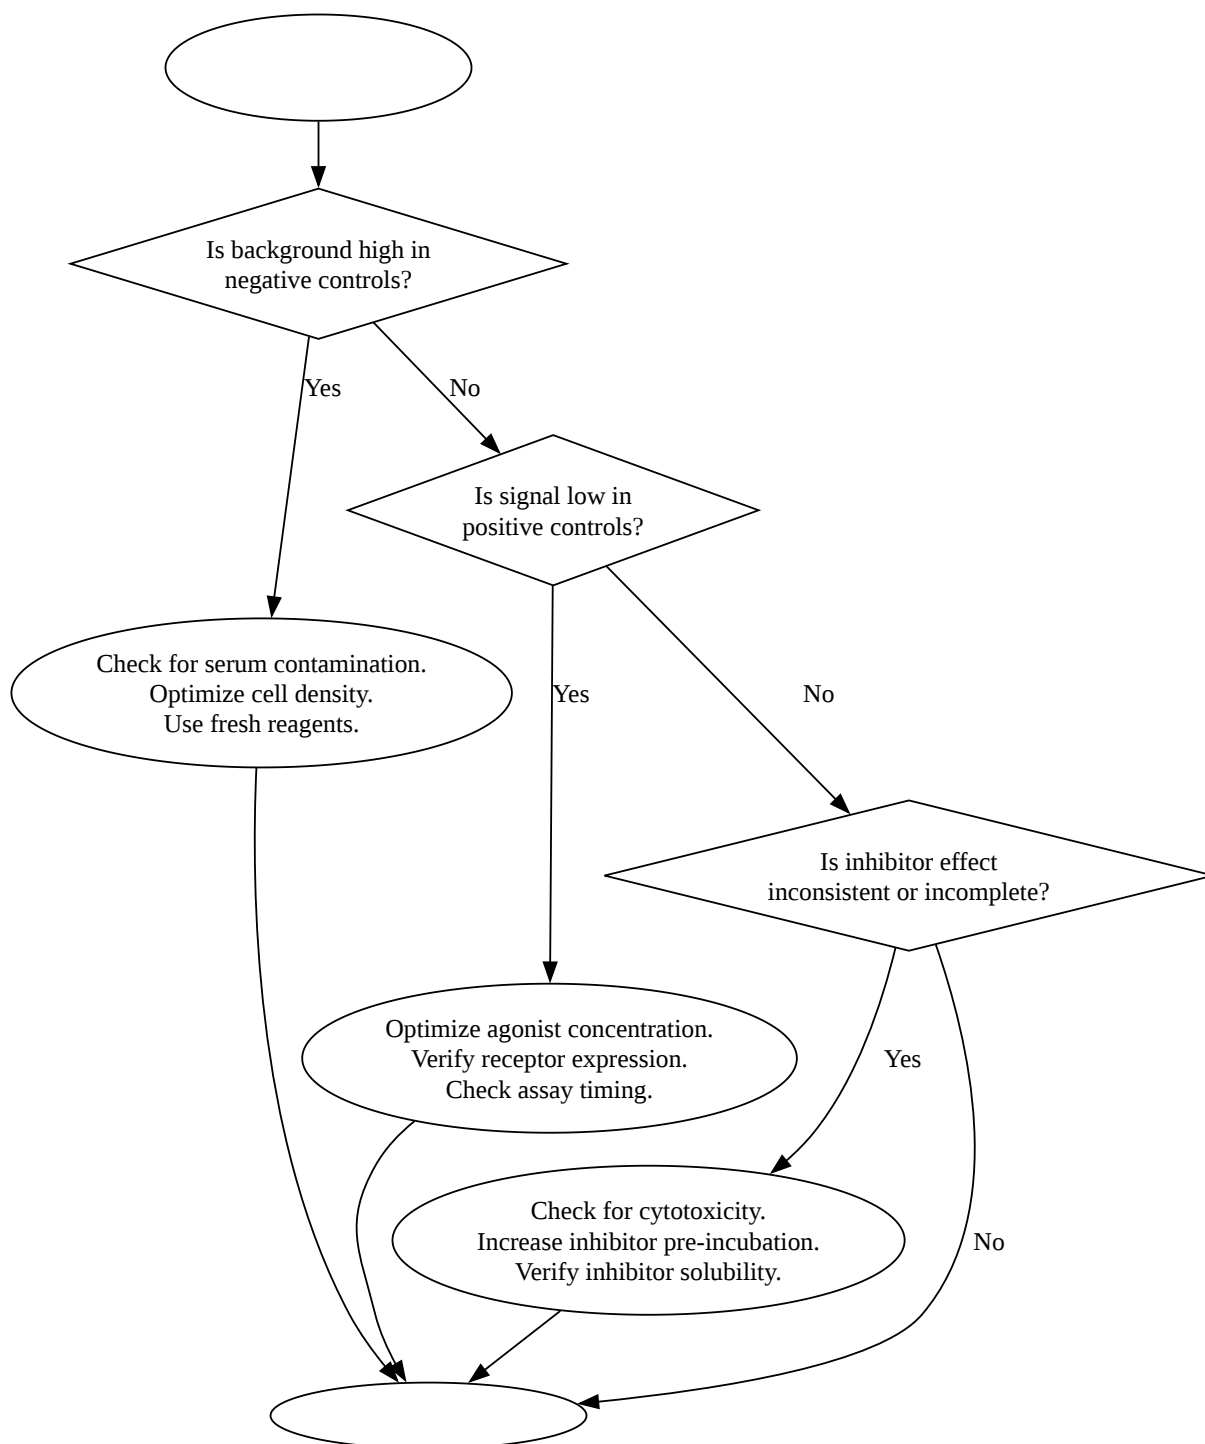 Is background high in
negative controls?
Yes
No
Is signal low in
positive controls?
Check for serum contamination.
Optimize cell density.
Use fresh reagents.
Yes
No
Is inhibitor effect
inconsistent or incomplete?
Optimize agonist concentration.
Verify receptor expression.
Check assay timing.
Yes
Check for cytotoxicity.
Increase inhibitor pre-incubation.
Verify inhibitor solubility.
No